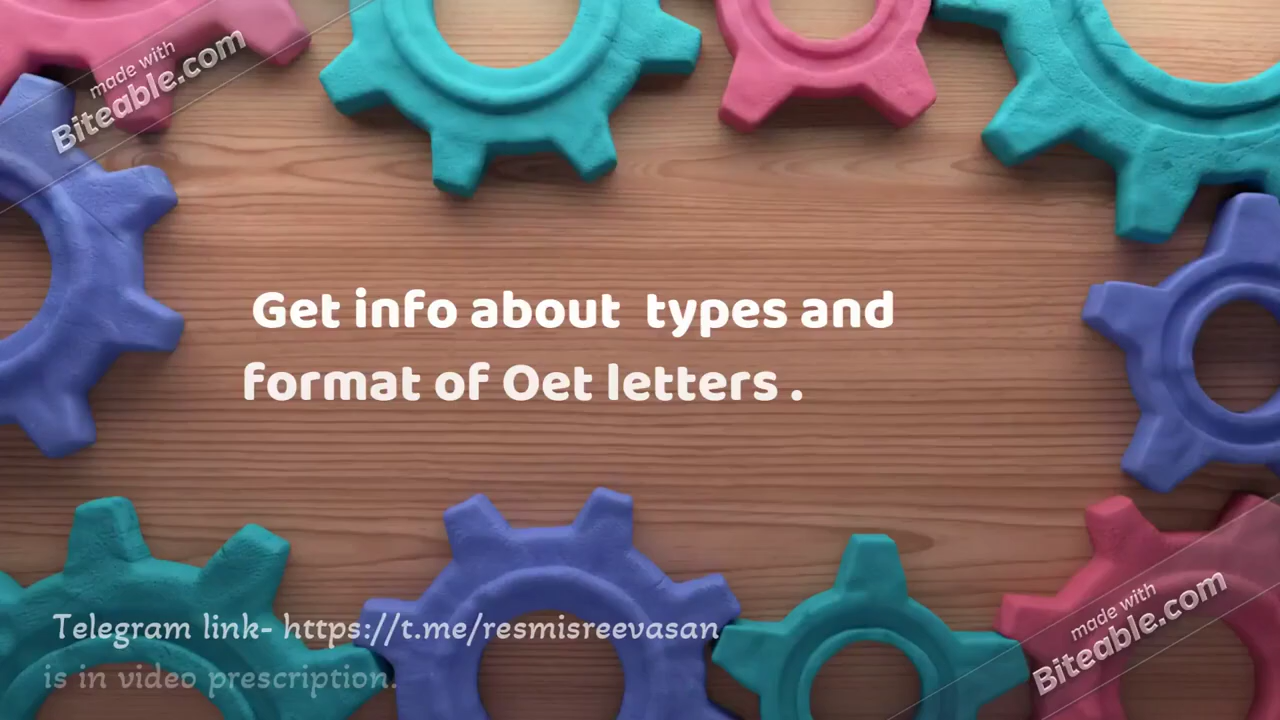 made with
Biteable.com
Get info about types and
format of Oet letters .
Telegram link- https://t.me/resmisreevasan
is in video prescription.
made with
Biteable.com